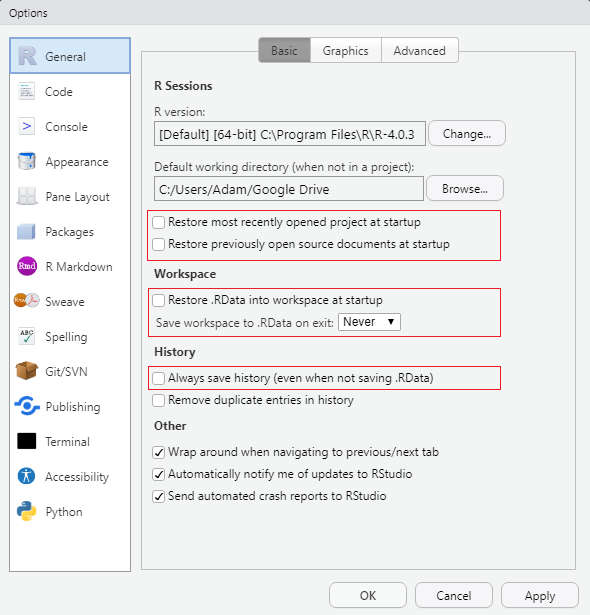 Options
General
Code
Console
Appearance
Pane Layout
Packages
Rmd R Markdown
Rnw Sweave
ABC Spelling
Git/SVN
Publishing
Terminal
Accessibility
Python
Basic Graphics Advanced
R Sessions
R version:
[Default] [64-bit] C:\Program Files\R\R-4.0.3 Change...
Default working directory (when not in a project):
C:/Users/Adam/Google Drive Browse...
Restore most recently opened project at startup
Restore previously open source documents at startup
Workspace
Restore .RData into workspace at startup
Save workspace to .RData on exit: Never
History
Always save history (even when not saving .RData)
Remove duplicate entries in history
Other
Wrap around when navigating to previous/next tab
Automatically notify me of updates to RStudio
Send automated crash reports to RStudio
OK Cancel Apply